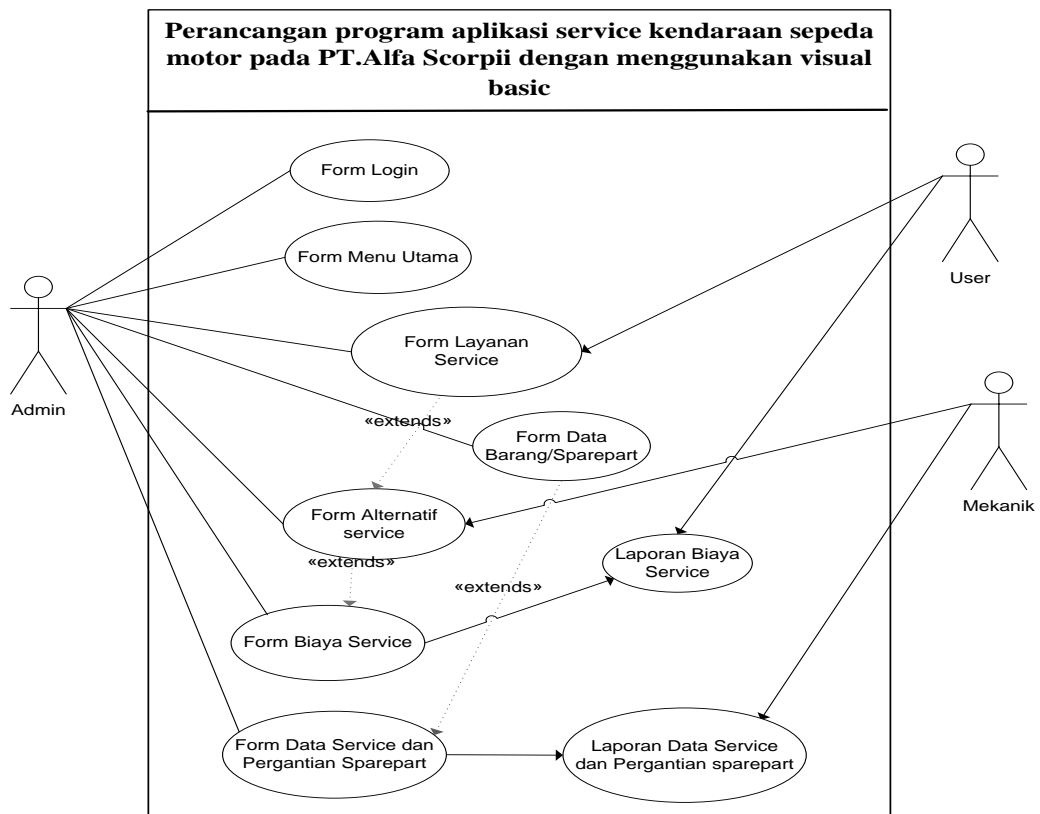 Perancangan program aplikasi service kendaraan sepeda
motor pada PT.Alfa Scorpii dengan menggunakan visual
basic
Form Login
User
Form Menu Utama
Form Layanan
Service
Admin
«extends»
Form Data
Barang/Sparepart
Mekanik
Form Alternatif
service
«extends»
Laporan Biaya
Service
«extends»
Form Biaya Service
Form Data Service dan
Pergantian Sparepart
Laporan Data Service
dan Pergantian sparepart